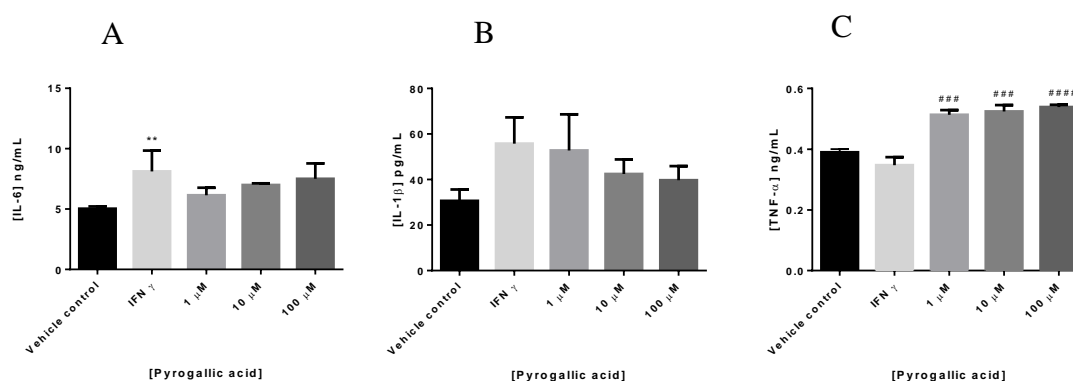 A
B
C
[IL-6] ng/mL
15
10
5
0
**
Vehicle control
IFN γ
1 μM
10 μM
100 μM
[Pyrogallic acid]
[IL-1β] pg/mL
80
60
40
20
0
Vehicle control
IFN γ
1 μM
10 μM
100 μM
[Pyrogallic acid]
[TNF-α] ng/mL
0.6
0.4
0.2
0.0
###
###
####
Vehicle control
IFN γ
1 μM
10 μM
100 μM
[Pyrogallic acid]